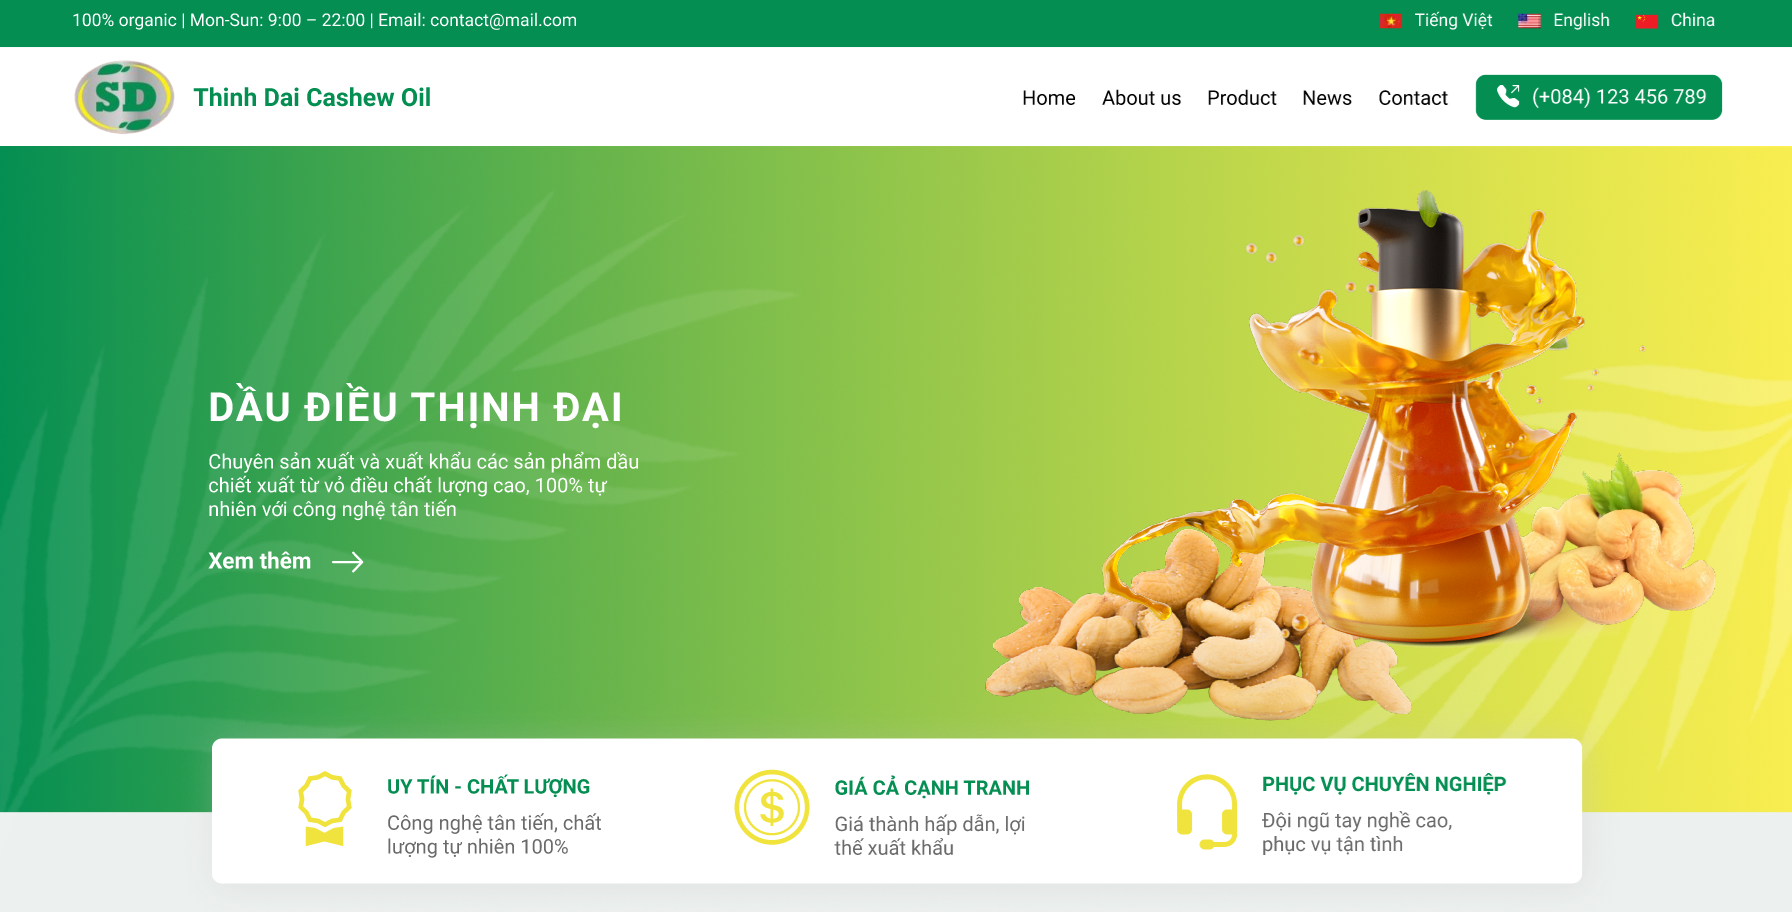 100% organic | Mon-Sun: 9:00 – 22:00 | Email: contact@mail.com
Tiếng Việt English China
SD Thinh Dai Cashew Oil
Home About us Product News Contact (+084) 123 456 789
DẦU ĐIỀU THỊNH ĐẠI
Chuyên sản xuất và xuất khẩu các sản phẩm dầu
chiết xuất từ vỏ điều chất lượng cao, 100% tự
nhiên với công nghệ tân tiến
Xem thêm
UY TÍN - CHẤT LƯỢNG
Công nghệ tân tiến, chất
lượng tự nhiên 100%
$
GIÁ CẢ CẠNH TRANH
Giá thành hấp dẫn, lợi
thế xuất khẩu
PHỤC VỤ CHUYÊN NGHIỆP
Đội ngũ tay nghề cao,
phục vụ tận tình